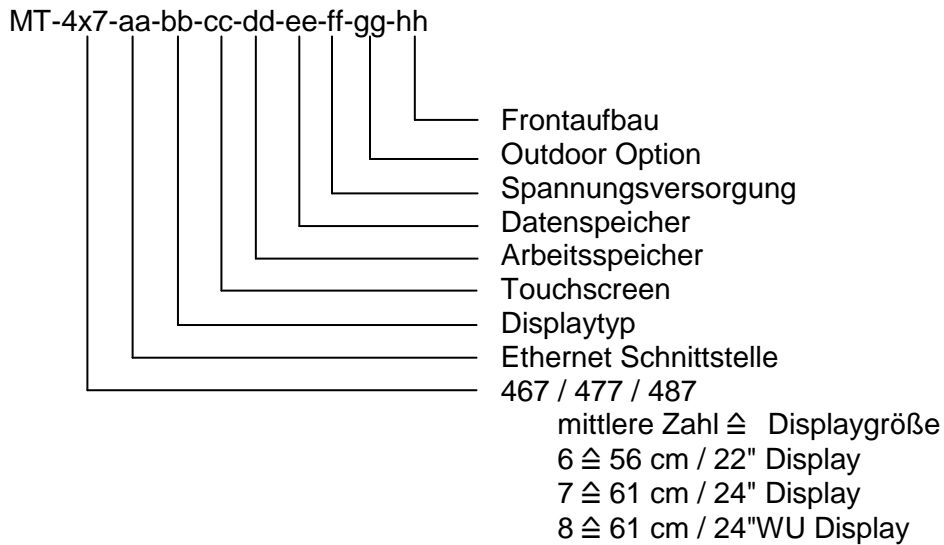 MT-4x7-aa-bb-cc-dd-ee-ff-gg-hh
Frontaufbau
Outdoor Option
Spannungsversorgung
Datenspeicher
Arbeitsspeicher
Touchscreen
Displaytyp
Ethernet Schnittstelle
467 / 477 / 487
mittlere Zahl ≙ Displaygröße
6 ≙ 56 cm / 22" Display
7 ≙ 61 cm / 24" Display
8 ≙ 61 cm / 24"WU Display